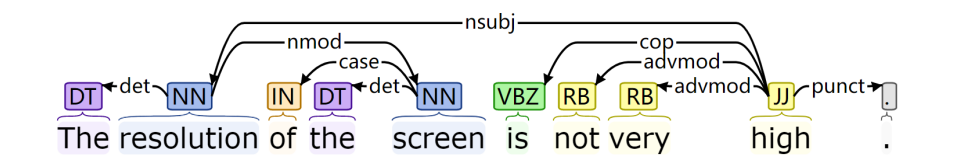 nsubj
nmod cop
case advmod
DT det NN IN DT det NN VBZ RB RB advmod JJ punct .
The resolution of the screen is not very high .